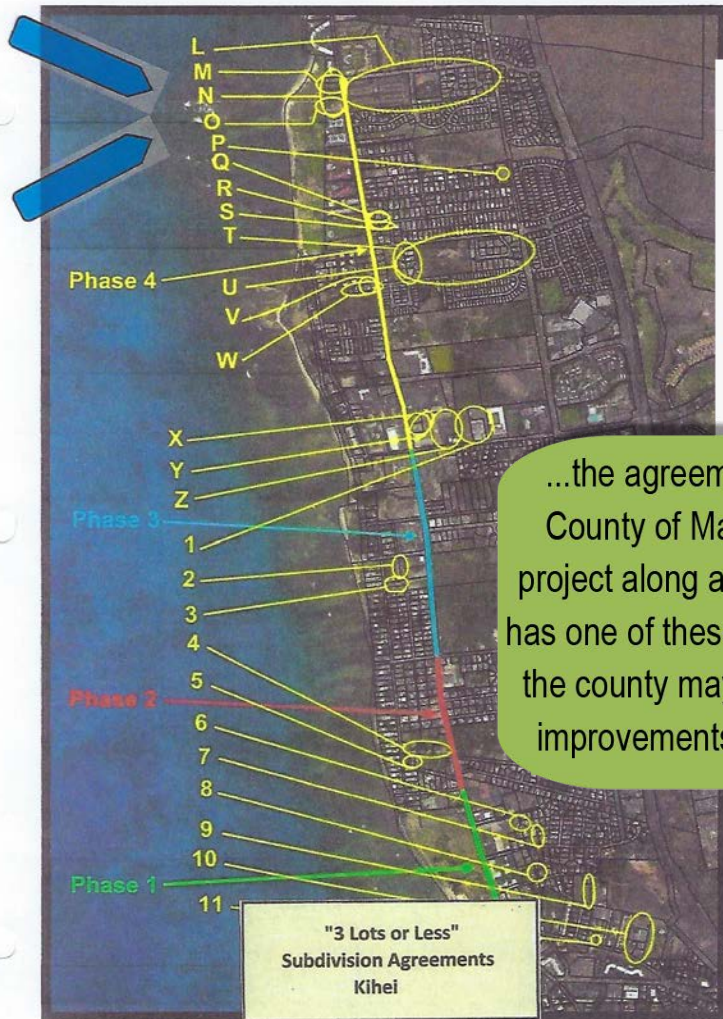 L
M
N
O
P
Q
R
S
T
Phase 4
U
V
W
X
Y
Z
Phase 3
1
2
3
4
5
Phase 2
6
7
8
9
10
Phase 1
11
"3 Lots or Less"
Subdivision Agreements
Kihei
...the agreem
County of Ma
project along a
has one of thes
the county may
improvements